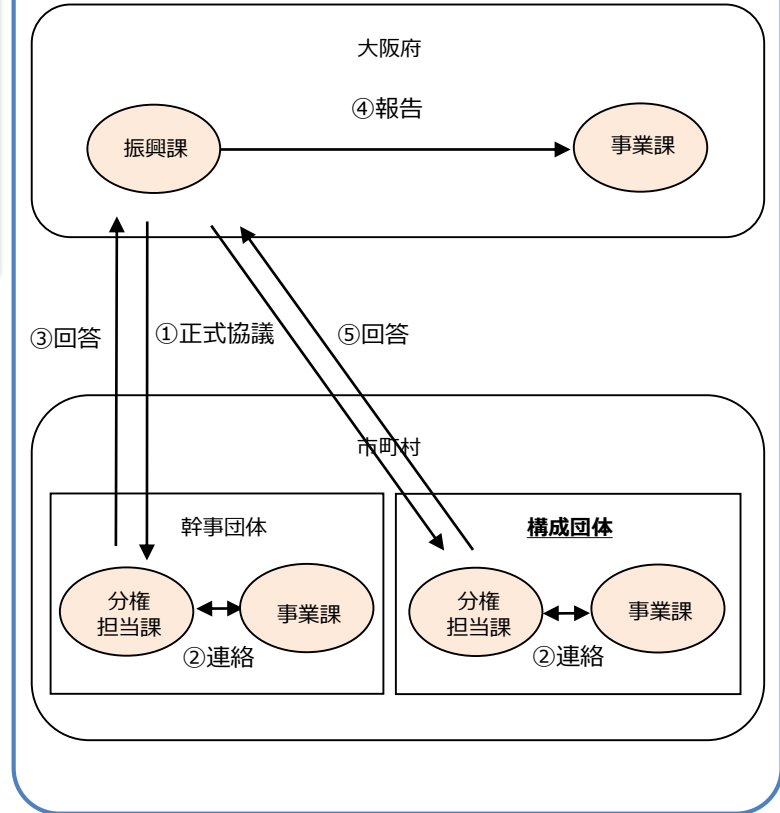 大阪府
④報告
振興課
事業課
③回答
①正式協議
⑤回答
市町村
幹事団体
構成団体
分権
担当課
事業課
②連絡
分権
担当課
事業課
②連絡